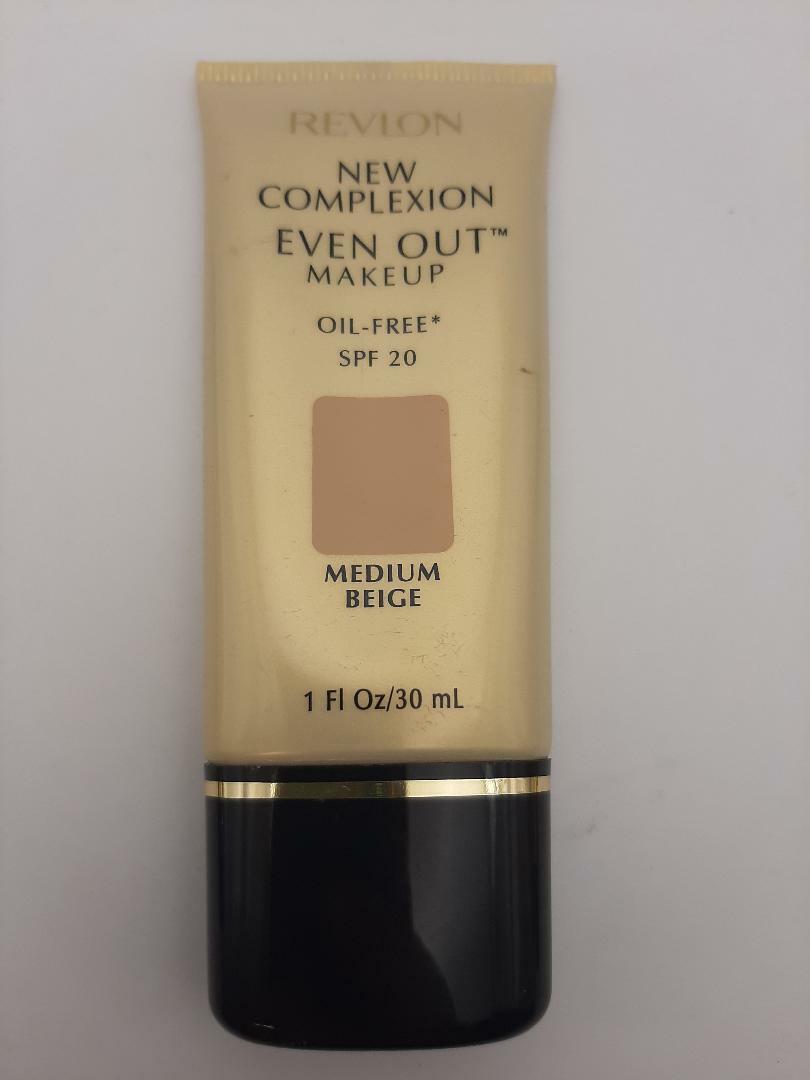 REVLON
NEW
COMPLEXION
EVEN OUT™
MAKEUP
OIL-FREE*
SPF 20
MEDIUM
BEIGE
1 Fl Oz/30 mL